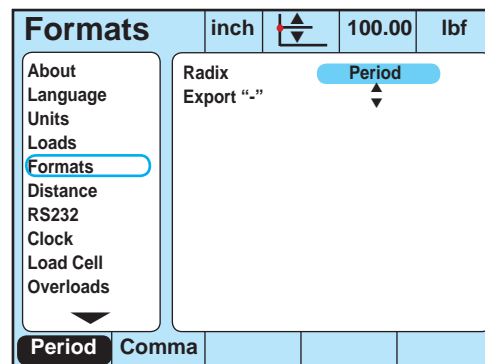 Formats inch 100.00 lbf
About
Language
Units
Loads
Formats
Distance
RS232
Clock
Load Cell
Overloads
Radix Period
Export “-”
Period Comma